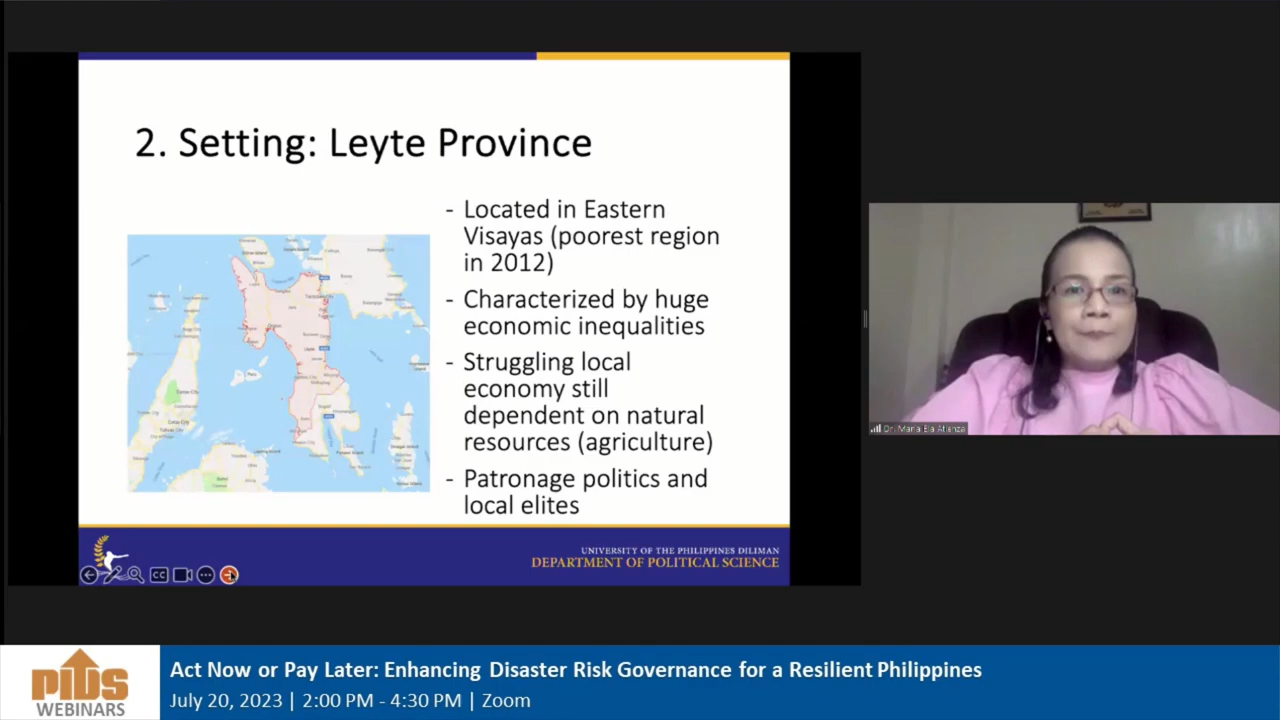 2. Setting: Leyte Province
- Located in Eastern
Visayas (poorest region
in 2012)
- Characterized by huge
economic inequalities
- Struggling local
economy still
dependent on natural
resources (agriculture)
- Patronage politics and
local elites
UNIVERSITY OF THE PHILIPPINES DILIMAN
DEPARTMENT OF POLITICAL SCIENCE
CC
Dr. Maria Ela Atienza
PIDS
WEBINARS
Act Now or Pay Later: Enhancing Disaster Risk Governance for a Resilient Philippines
July 20, 2023 | 2:00 PM - 4:30 PM | Zoom